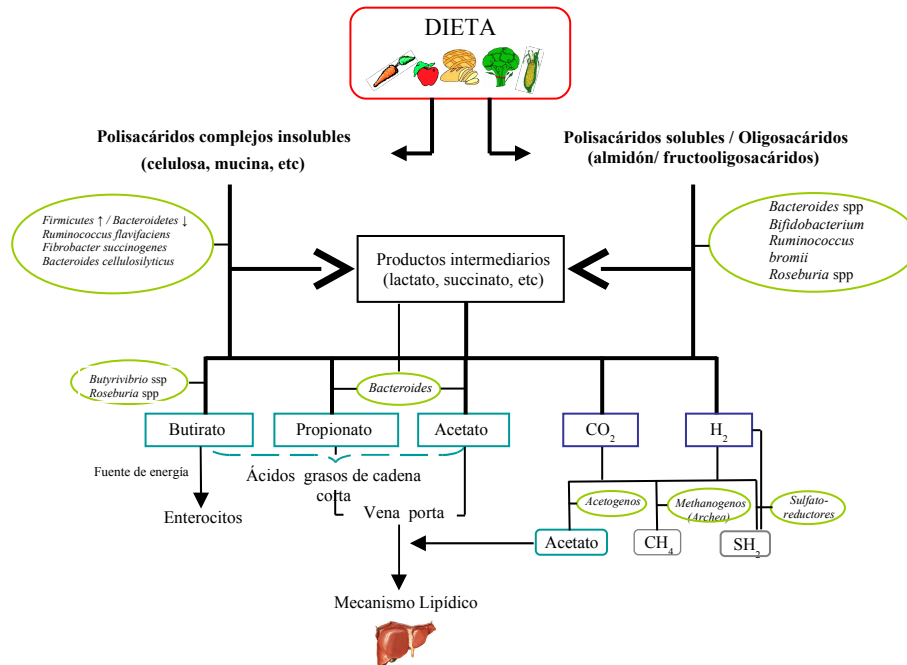 DIETA
Polisacáridos complejos insolubles
(celulosa, mucina, etc)
Polisacáridos solubles / Oligosacáridos
(almidón/ fructooligosacáridos)
Firmicutes ↑ / Bacteroidetes ↓
Ruminococcus flavifaciens
Fibrobacter succinogenes
Bacteroides cellulosilyticus
Bacteroides spp
Bifidobacterium
Ruminococcus
bromii
Roseburia spp
Productos intermediarios
(lactato, succinato, etc)
Butyrivibrio ssp
Roseburia spp
Bacteroides
Butirato
Propionato
Acetato
CO₂
H₂
Fuente de energía
Ácidos grasos de cadena
corta
Enterocitos
Vena porta
Acetogenos
Methanogenos
(Archea)
Sulfato-
reductores
Acetato
CH₄
SH₂
Mecanismo Lipídico